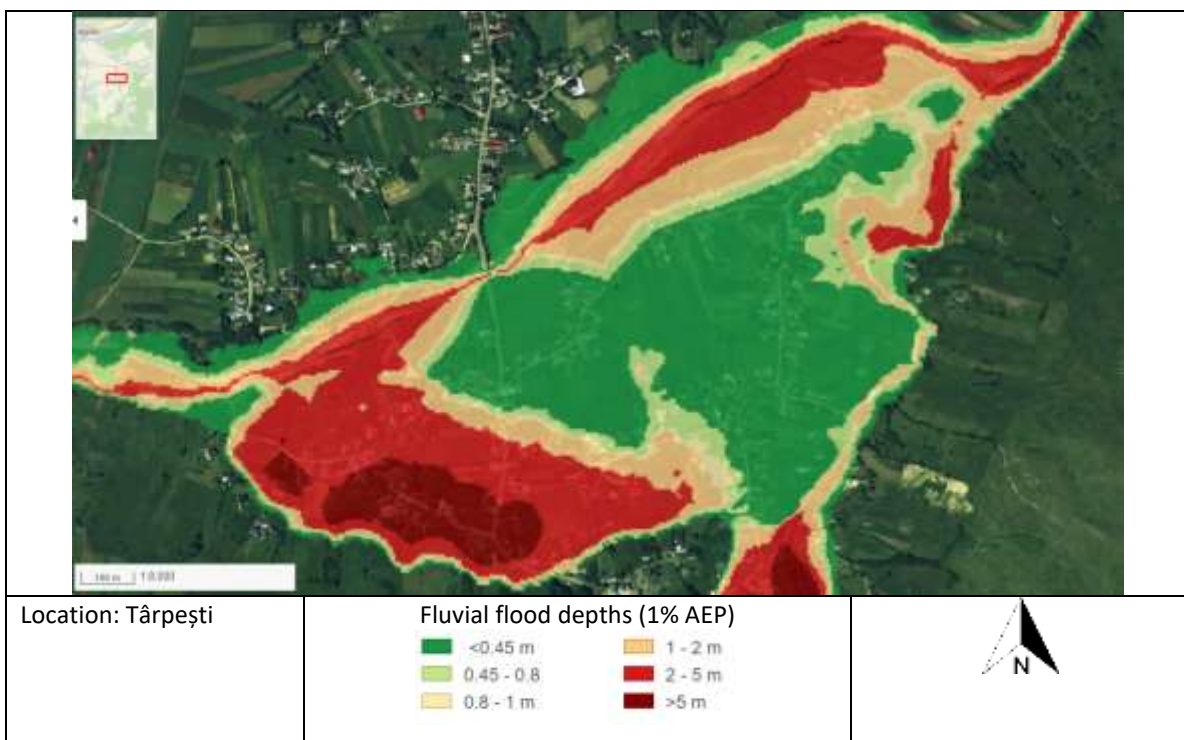 Location: Târpești
Fluvial flood depths (1% AEP)
<0.45 m
0.45 - 0.8
0.8 - 1 m
1 - 2 m
2 - 5 m
>5 m
N